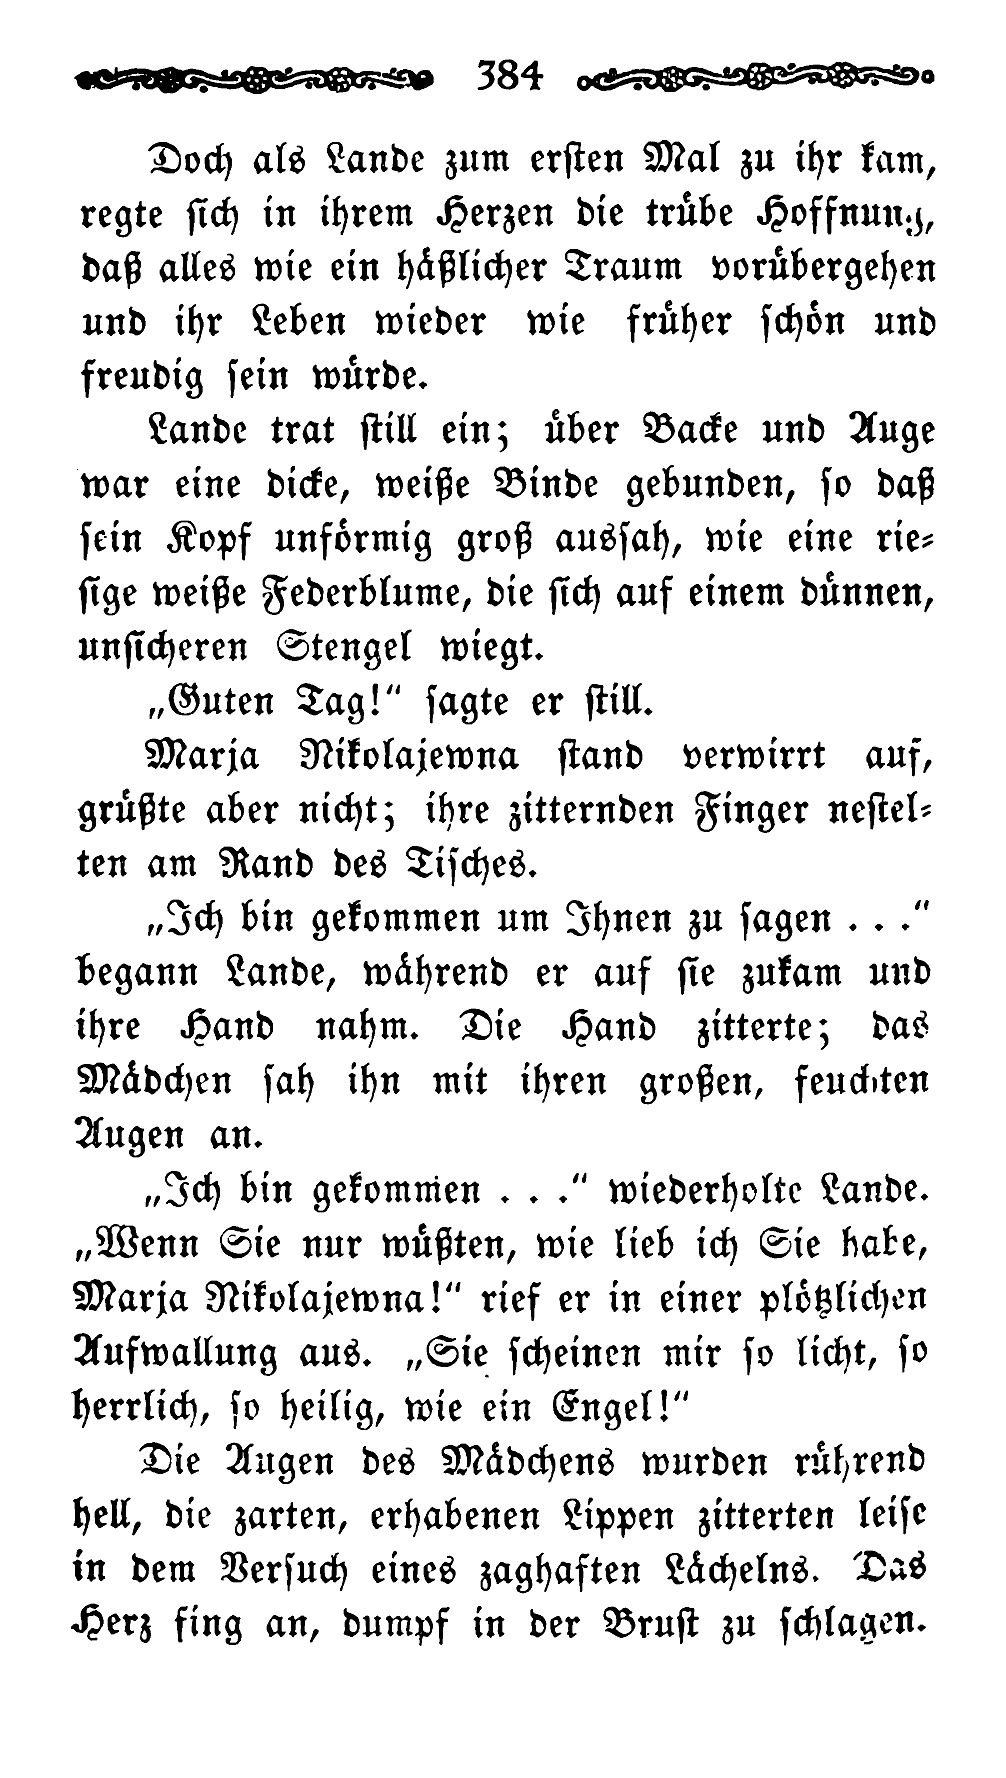 384
Doch als Lande zum ersten Mal zu ihr kam,
regte sich in ihrem Herzen die trübe Hoffnung,
daß alles wie ein häßlicher Traum vorübergehen
und ihr Leben wieder wie früher schön und
freudig sein würde.
Lande trat still ein; über Backe und Auge
war eine dicke, weiße Binde gebunden, so daß
sein Kopf unförmig groß aussah, wie eine rie-
sige weiße Federblume, die sich auf einem dünnen,
unsicheren Stengel wiegt.
„Guten Tag!“ sagte er still.
Marja Nikolajewna stand verwirrt auf,
grüßte aber nicht; ihre zitternden Finger nestel-
ten am Rand des Tisches.
„Ich bin gekommen um Ihnen zu sagen . . .“
begann Lande, während er auf sie zukam und
ihre Hand nahm. Die Hand zitterte; das
Mädchen sah ihn mit ihren großen, feuchten
Augen an.
„Ich bin gekommen . . .“ wiederholte Lande.
„Wenn Sie nur wüßten, wie lieb ich Sie habe,
Marja Nikolajewna!“ rief er in einer plötzlichen
Aufwallung aus. „Sie scheinen mir so licht, so
herrlich, so heilig, wie ein Engel!“
Die Augen des Mädchens wurden rührend
hell, die zarten, erhabenen Lippen zitterten leise
in dem Versuch eines zaghaften Lächelns. Das
Herz fing an, dumpf in der Brust zu schlagen.